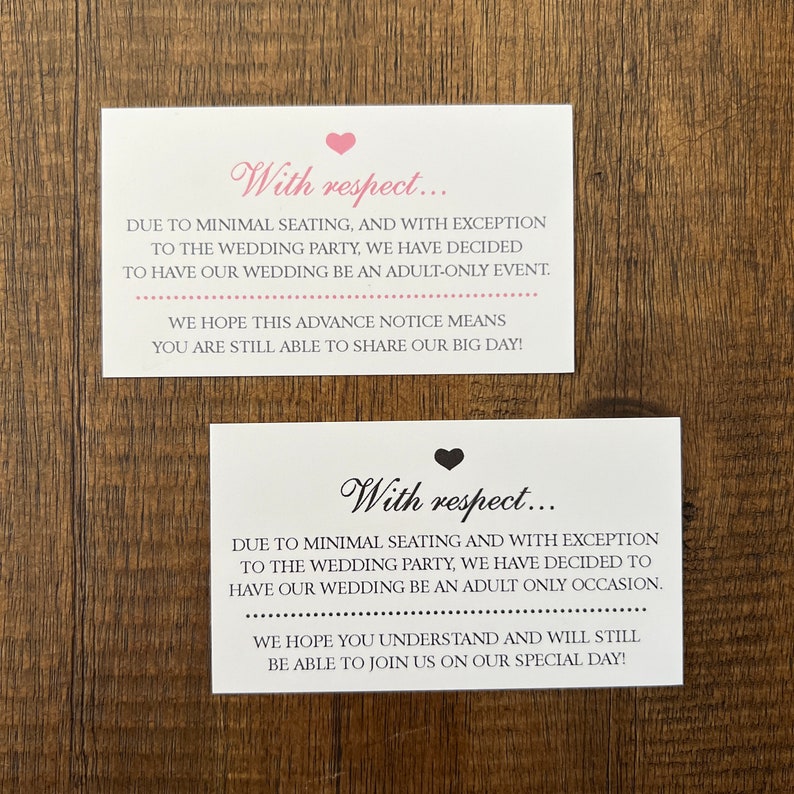 With respect...
DUE TO MINIMAL SEATING, AND WITH EXCEPTION
TO THE WEDDING PARTY, WE HAVE DECIDED
TO HAVE OUR WEDDING BE AN ADULT-ONLY EVENT.
WE HOPE THIS ADVANCE NOTICE MEANS
YOU ARE STILL ABLE TO SHARE OUR BIG DAY!
With respect...
DUE TO MINIMAL SEATING AND WITH EXCEPTION
TO THE WEDDING PARTY, WE HAVE DECIDED TO
HAVE OUR WEDDING BE AN ADULT ONLY OCCASION.
WE HOPE YOU UNDERSTAND AND WILL STILL
BE ABLE TO JOIN US ON OUR SPECIAL DAY!